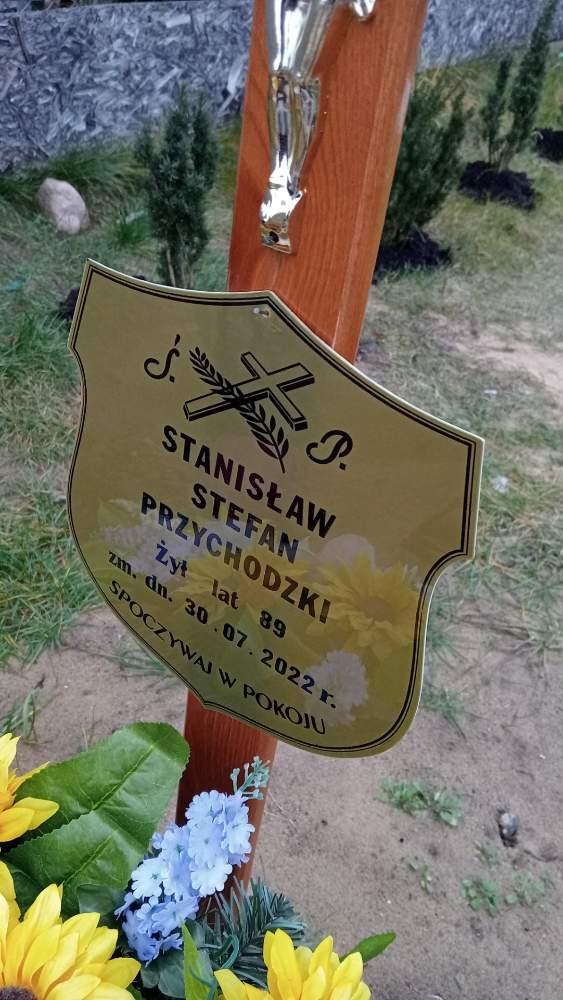 Ś. P.
STANISŁAW
STEFAN
PRZYCHODZKI
Żył lat 89
zm. dn. 30.07.2022 r.
SPOCZYWAJ W POKOJU